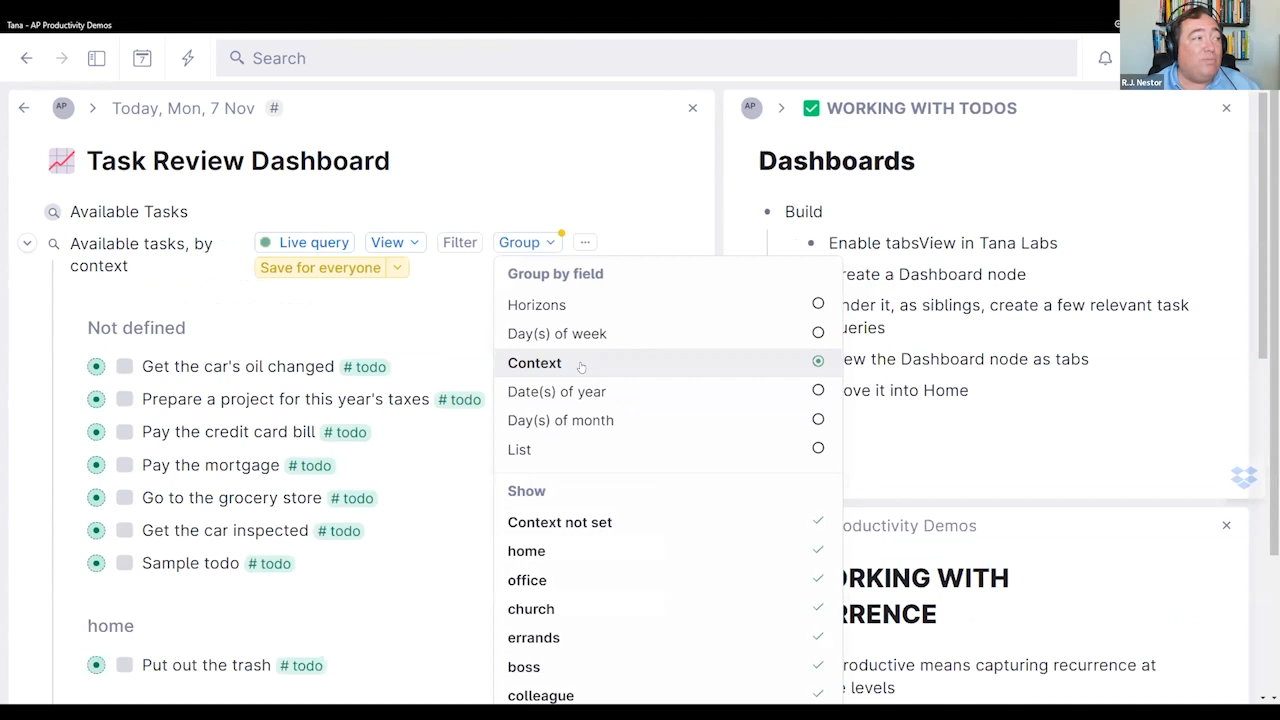 Tana - AP Productivity Demos
7
Search
R.J. Nestor
AP
Today, Mon, 7 Nov #
Task Review Dashboard
Available Tasks
Available tasks, by
context
Live query
View
Filter
Group
...
Save for everyone
Not defined
Get the car's oil changed # todo
Prepare a project for this year's taxes # todo
Pay the credit card bill # todo
Pay the mortgage # todo
Go to the grocery store # todo
Get the car inspected # todo
Sample todo # todo
home
Put out the trash # todo
Group by field
Horizons
Day(s) of week
Context
Date(s) of year
Day(s) of month
List
Show
Context not set
home
office
church
errands
boss
colleague
AP
WORKING WITH TODOS
Dashboards
Build
Enable tabsView in Tana Labs
reate a Dashboard node
nder it, as siblings, create a few relevant task
ueries
ew the Dashboard node as tabs
ove it into Home
oductivity Demos
ORKING WITH
RRENCE
roductive means capturing recurrence at
e levels